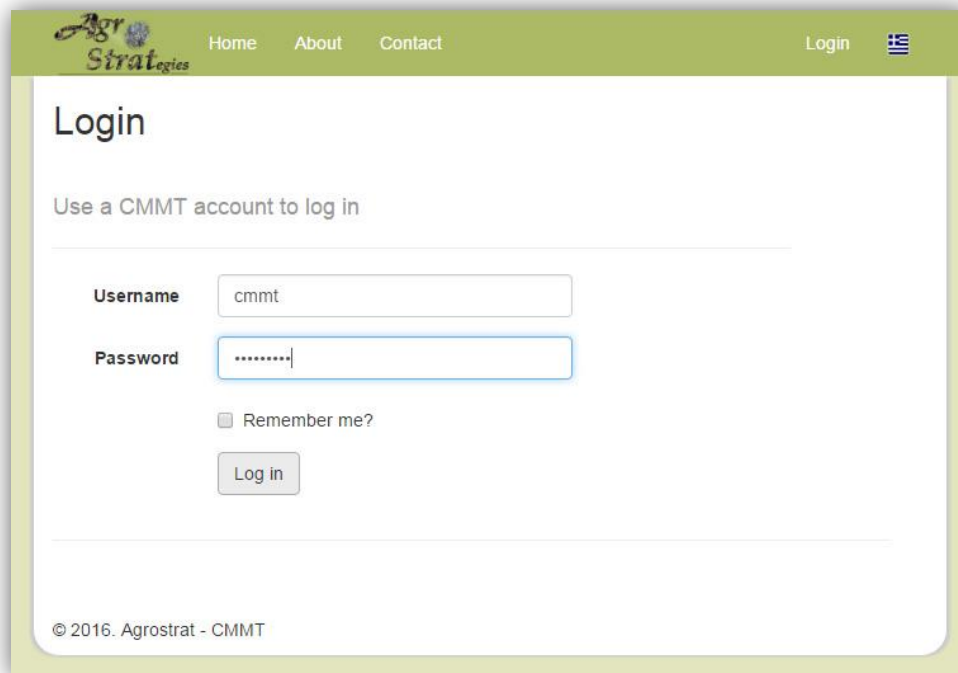 Agr
Strategies
Home About Contact Login
Login
Use a CMMT account to log in
Username cmmt
Password •••••••••
Remember me?
Log in
© 2016. Agrostrat - CMMT